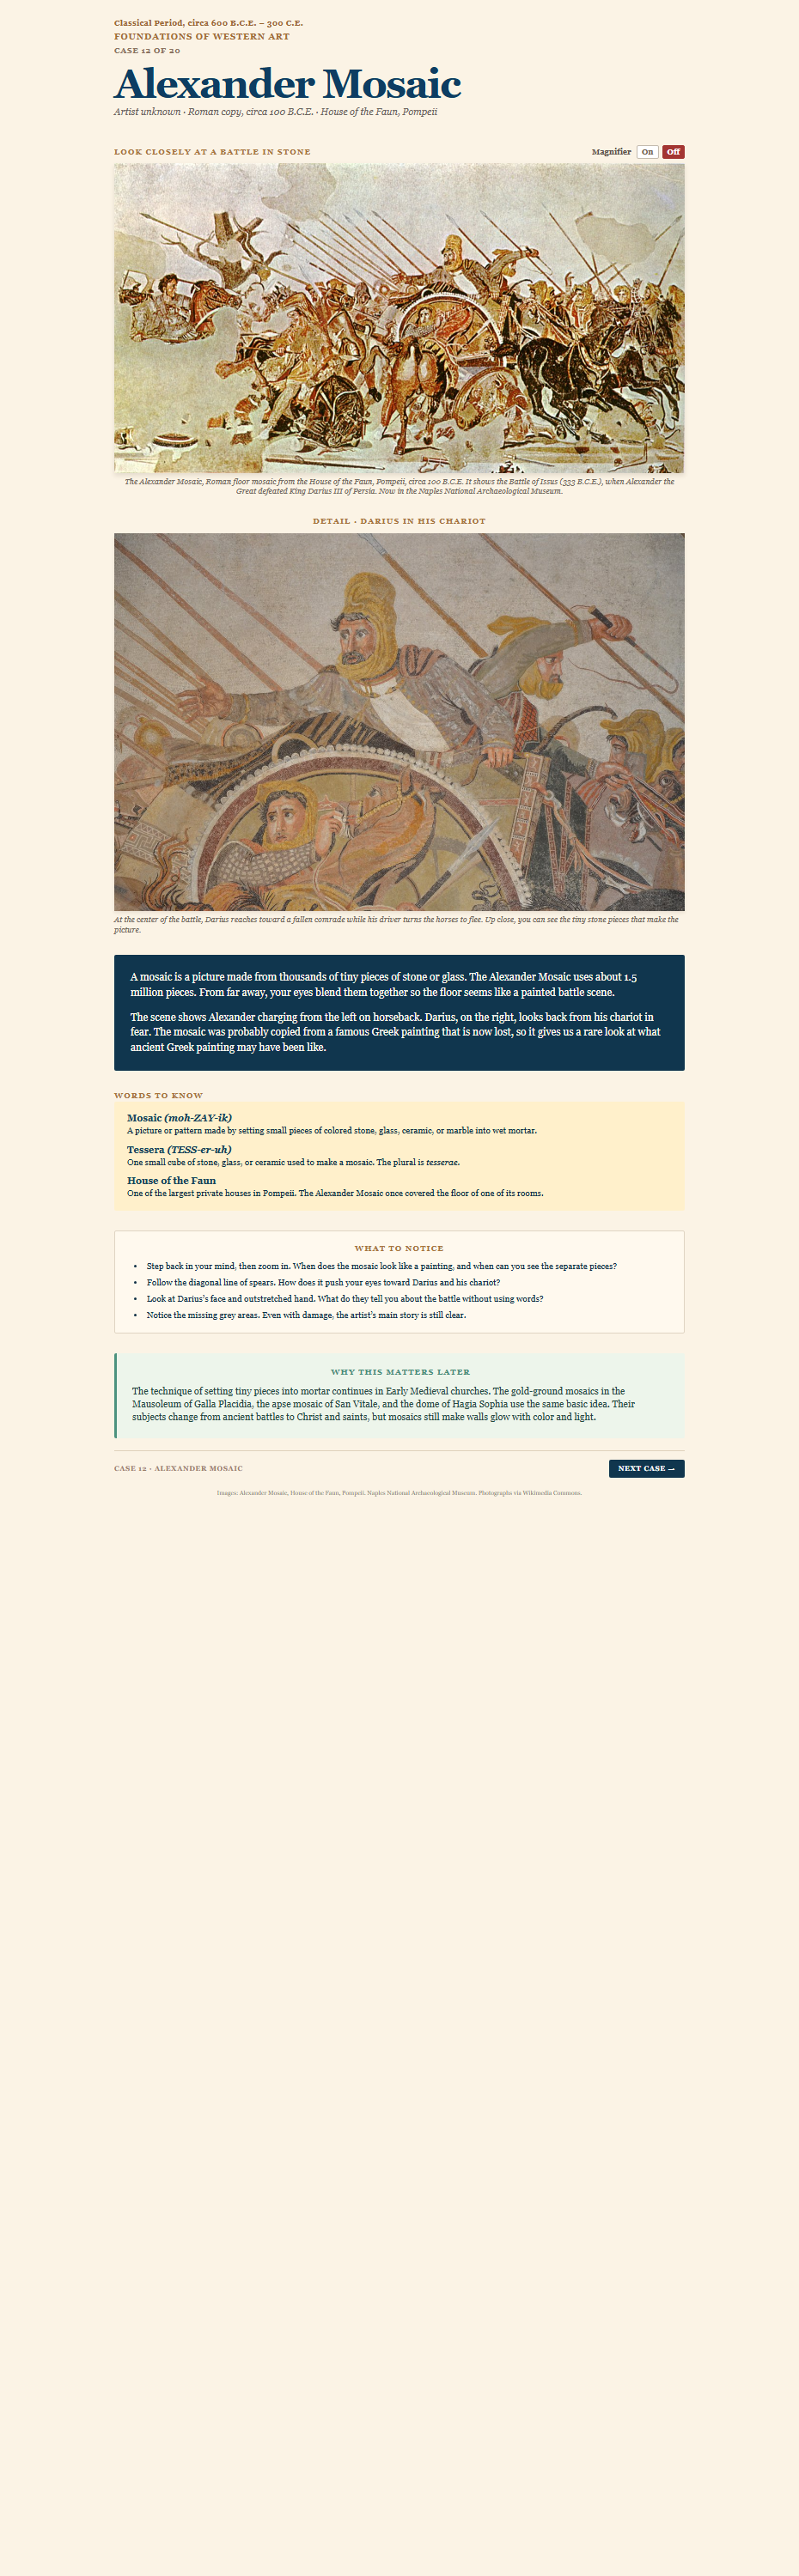 Classical Period, circa 600 B.C.E. – 300 C.E.
FOUNDATIONS OF WESTERN ART
CASE 12 OF 20
Alexander Mosaic
Artist unknown · Roman copy, circa 100 B.C.E. · House of the Faun, Pompeii
LOOK CLOSELY AT A BATTLE IN STONE
Magnifier On Off
The Alexander Mosaic, Roman floor mosaic from the House of the Faun, Pompeii, circa 100 B.C.E. It shows the Battle of Issus (333 B.C.E.), when Alexander the
Great defeated King Darius III of Persia. Now in the Naples National Archaeological Museum.
DETAIL · DARIUS IN HIS CHARIOT
At the center of the battle, Darius reaches toward a fallen comrade while his driver turns the horses to flee. Up close, you can see the tiny stone pieces that make the
picture.
A mosaic is a picture made from thousands of tiny pieces of stone or glass. The Alexander Mosaic uses about 1.5
million pieces. From far away, your eyes blend them together so the floor seems like a painted battle scene.
The scene shows Alexander charging from the left on horseback. Darius, on the right, looks back from his chariot in
fear. The mosaic was probably copied from a famous Greek painting that is now lost, so it gives us a rare look at what
ancient Greek painting may have been like.
WORDS TO KNOW
Mosaic (moh-ZAY-ik)
A picture or pattern made by setting small pieces of colored stone, glass, ceramic, or marble into wet mortar.
Tessera (TESS-er-uh)
One small cube of stone, glass, or ceramic used to make a mosaic. The plural is tesserae.
House of the Faun
One of the largest private houses in Pompeii. The Alexander Mosaic once covered the floor of one of its rooms.
WHAT TO NOTICE
• Step back in your mind, then zoom in. When does the mosaic look like a painting, and when can you see the separate pieces?
• Follow the diagonal line of spears. How does it push your eyes toward Darius and his chariot?
• Look at Darius's face and outstretched hand. What do they tell you about the battle without using words?
• Notice the missing grey areas. Even with damage, the artist's main story is still clear.
WHY THIS MATTERS LATER
The technique of setting tiny pieces into mortar continues in Early Medieval churches. The gold-ground mosaics in the
Mausoleum of Galla Placidia, the apse mosaic of San Vitale, and the dome of Hagia Sophia use the same basic idea. Their
subjects change from ancient battles to Christ and saints, but mosaics still make walls glow with color and light.
CASE 12 · ALEXANDER MOSAIC
NEXT CASE →
Images: Alexander Mosaic, House of the Faun, Pompeii. Naples National Archaeological Museum. Photographs via Wikimedia Commons.